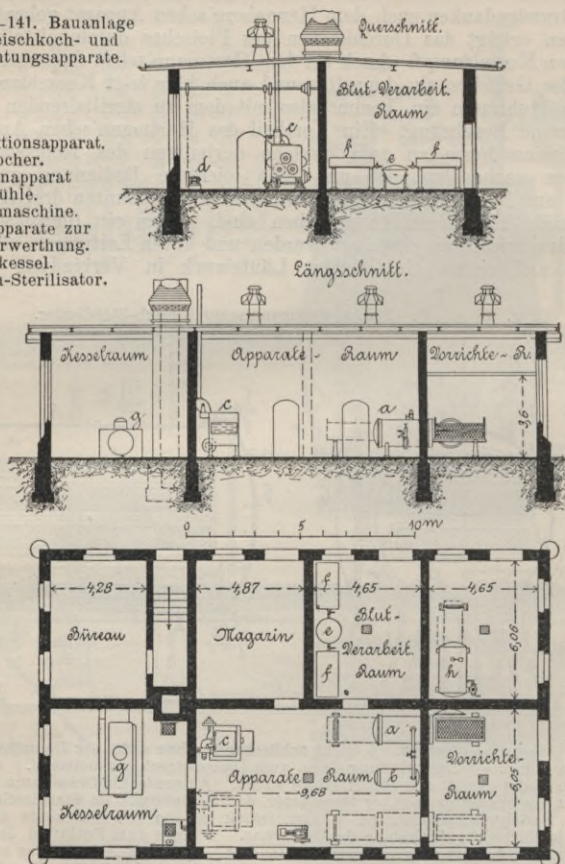 -141. Bauanlage
eischkoch- und
htungsapparate.
tionsapparat.
ocher.
napparat
ühle.
maschine.
pparate zur
rwerthung.
kessel.
n-Sterilisator.
Querschnitt.
Blut-Verarbeit.
Raum
c
d
f
e
f
Längsschnitt.
Kesselraum
Apparate-Raum
Vorrichte-R.
g
c
a
3,6
0 5 10m
4,28
4,87
4,65
4,65
Büreau
Magazin
f
e
f
Blut-
Verarbeit.
Raum
h
6,06
Kesselraum
g
c
Apparate Raum
9,68
a
b
Vorrichte-
Raum
6,05